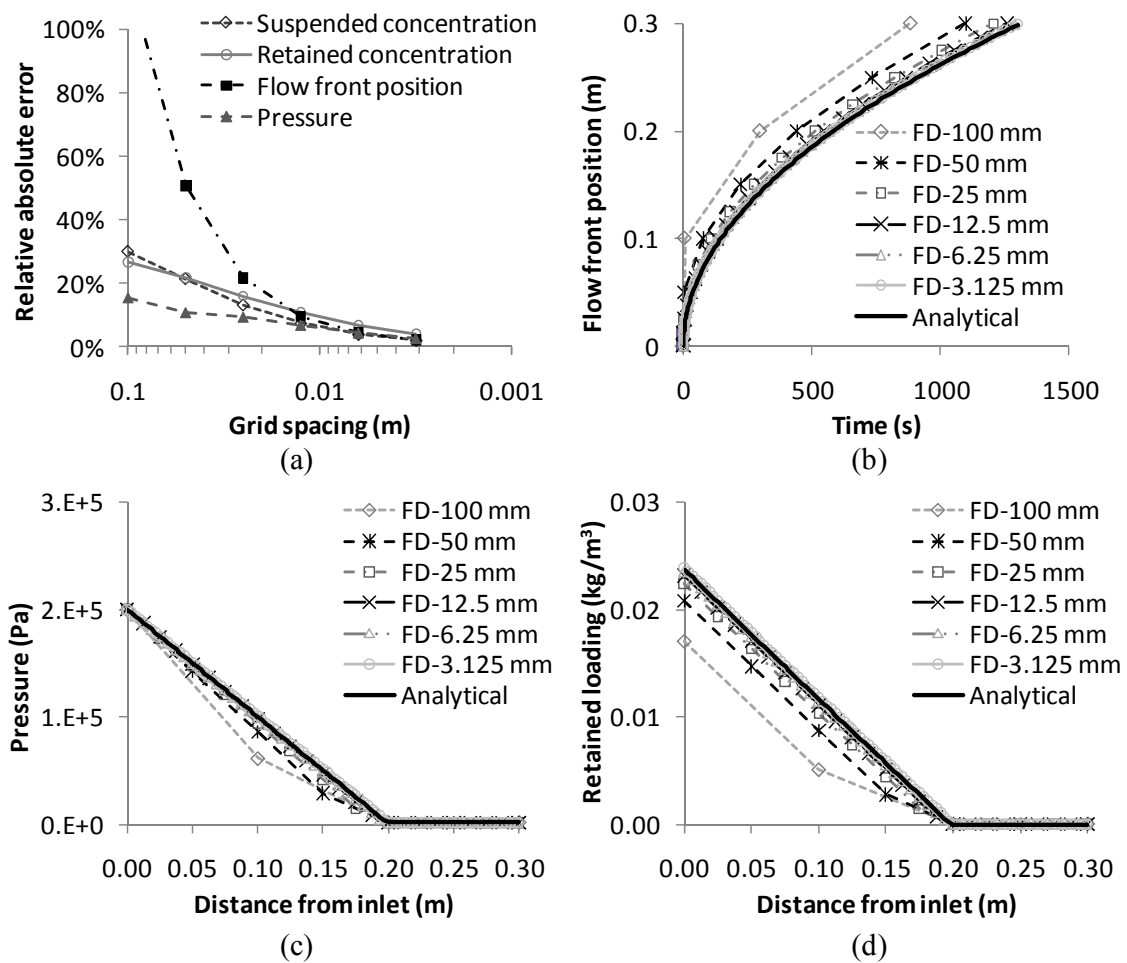 Suspended concentration
Retained concentration
Flow front position
Pressure
100%
80%
60%
40%
20%
0%
Relative absolute error
0.1
0.01
0.001
Grid spacing (m)
(a)
0.3
0.2
0.1
0
Flow front position (m)
FD-100 mm
FD-50 mm
FD-25 mm
FD-12.5 mm
FD-6.25 mm
FD-3.125 mm
Analytical
0
500
1000
1500
Time (s)
(b)
3.E+5
2.E+5
1.E+5
0.E+0
Pressure (Pa)
FD-100 mm
FD-50 mm
FD-25 mm
FD-12.5 mm
FD-6.25 mm
FD-3.125 mm
Analytical
0.00
0.05
0.10
0.15
0.20
0.25
0.30
Distance from inlet (m)
(c)
0.03
0.02
0.01
0.00
Retained loading (kg/m³)
FD-100 mm
FD-50 mm
FD-25 mm
FD-12.5 mm
FD-6.25 mm
FD-3.125 mm
Analytical
0.00
0.05
0.10
0.15
0.20
0.25
0.30
Distance from inlet (m)
(d)